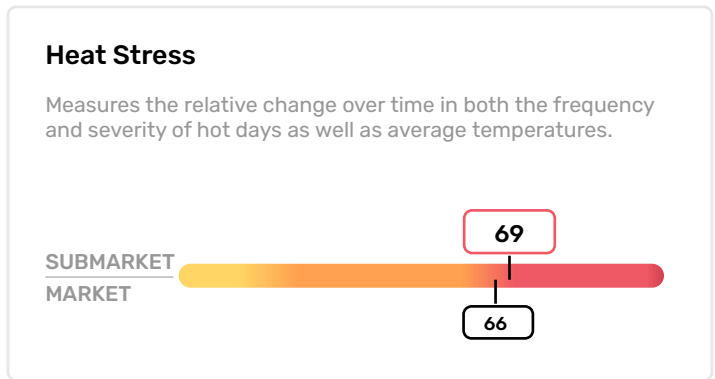 Heat Stress
Measures the relative change over time in both the frequency
and severity of hot days as well as average temperatures.
69
SUBMARKET
MARKET
66